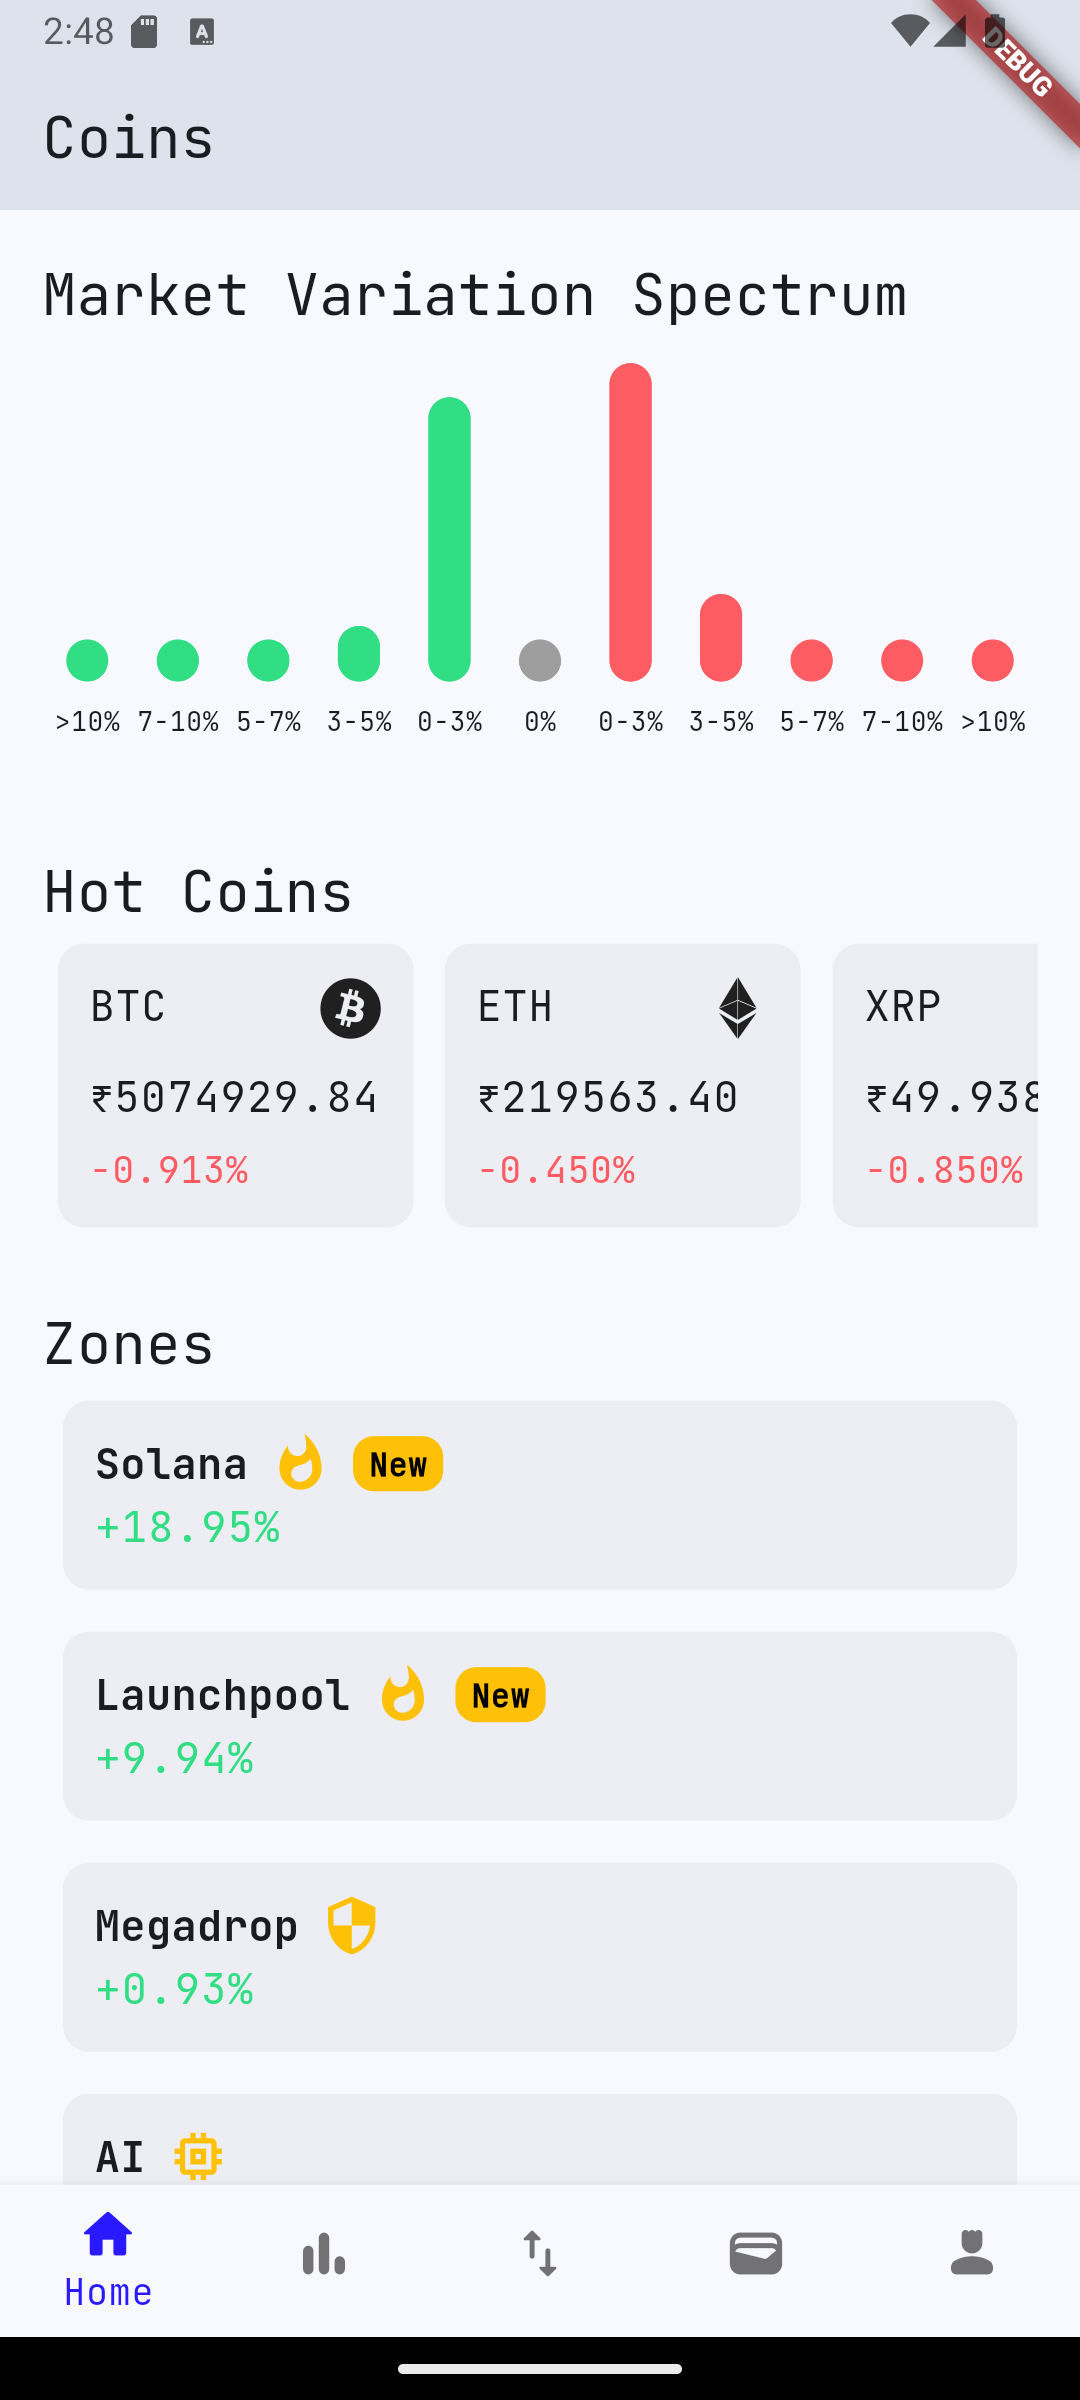 2:48
DEBUG
Coins
Market Variation Spectrum
>10% 7-10% 5-7% 3-5% 0-3% 0% 0-3% 3-5% 5-7% 7-10% >10%
Hot Coins
BTC ETH XRP
₹5074929.84 ₹219563.40 ₹49.938
-0.913% -0.450% -0.850%
Zones
Solana New
+18.95%
Launchpool New
+9.94%
Megadrop
+0.93%
AI
Home